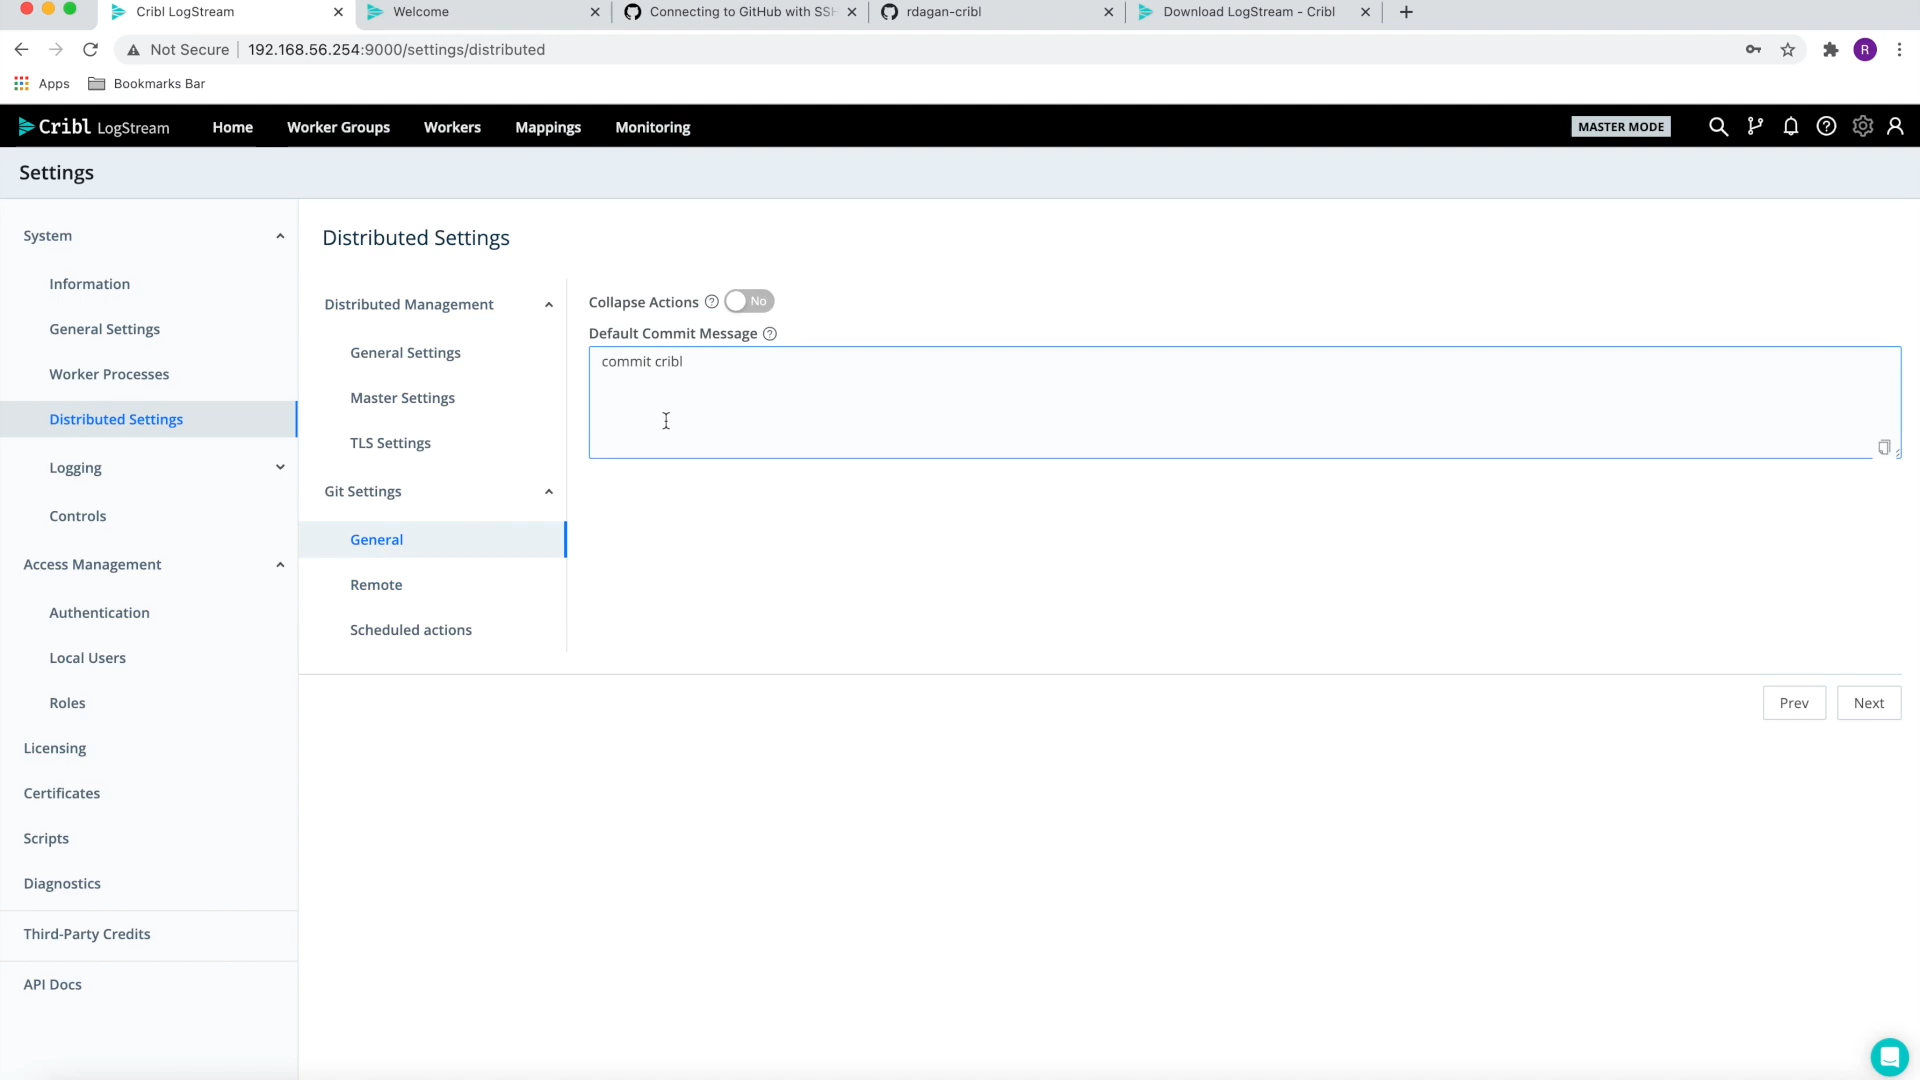 Cribl LogStream
Welcome
Connecting to GitHub with SSH
rdagan-cribl
Download LogStream - Cribl
Not Secure
192.168.56.254:9000/settings/distributed
R
Apps
Bookmarks Bar
Cribl LogStream
Home
Worker Groups
Workers
Mappings
Monitoring
MASTER MODE
Settings
System
Information
General Settings
Worker Processes
Distributed Settings
Logging
Controls
Access Management
Authentication
Local Users
Roles
Licensing
Certificates
Scripts
Diagnostics
Third-Party Credits
API Docs
Distributed Settings
Distributed Management
General Settings
Master Settings
TLS Settings
Git Settings
General
Remote
Scheduled actions
Collapse Actions
No
Default Commit Message
commit cribl
Prev
Next